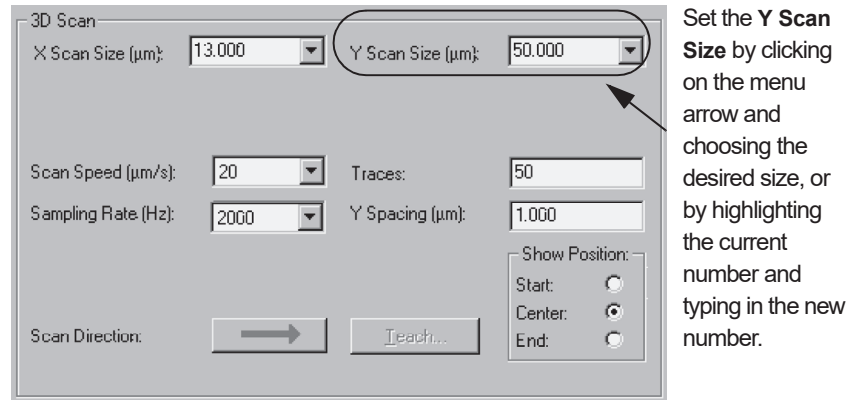 3D Scan
X Scan Size (µm): 13.000 Y Scan Size (µm): 50.000
Scan Speed (µm/s): 20 Traces: 50
Sampling Rate (Hz): 2000 Y Spacing (µm): 1.000
Show Position:
Start:
Center:
End:
Scan Direction: Teach...
Set the Y Scan
Size by clicking
on the menu
arrow and
choosing the
desired size, or
by highlighting
the current
number and
typing in the new
number.